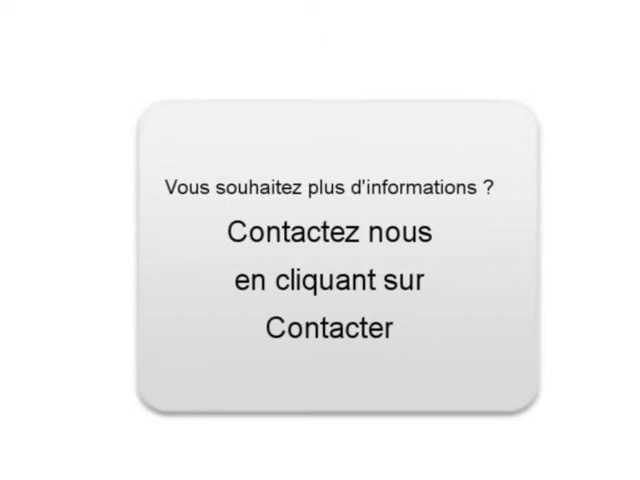 Vous souhaitez plus d'informations ?
Contactez nous
en cliquant sur
Contacter